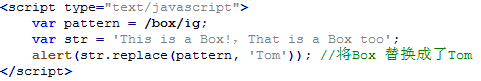 <script type="text/javascript">
    var pattern = /box/ig;
    var str = 'This is a Box!，That is a Box too';
    alert(str.replace(pattern, 'Tom')); //将Box 替换成了Tom
</script>